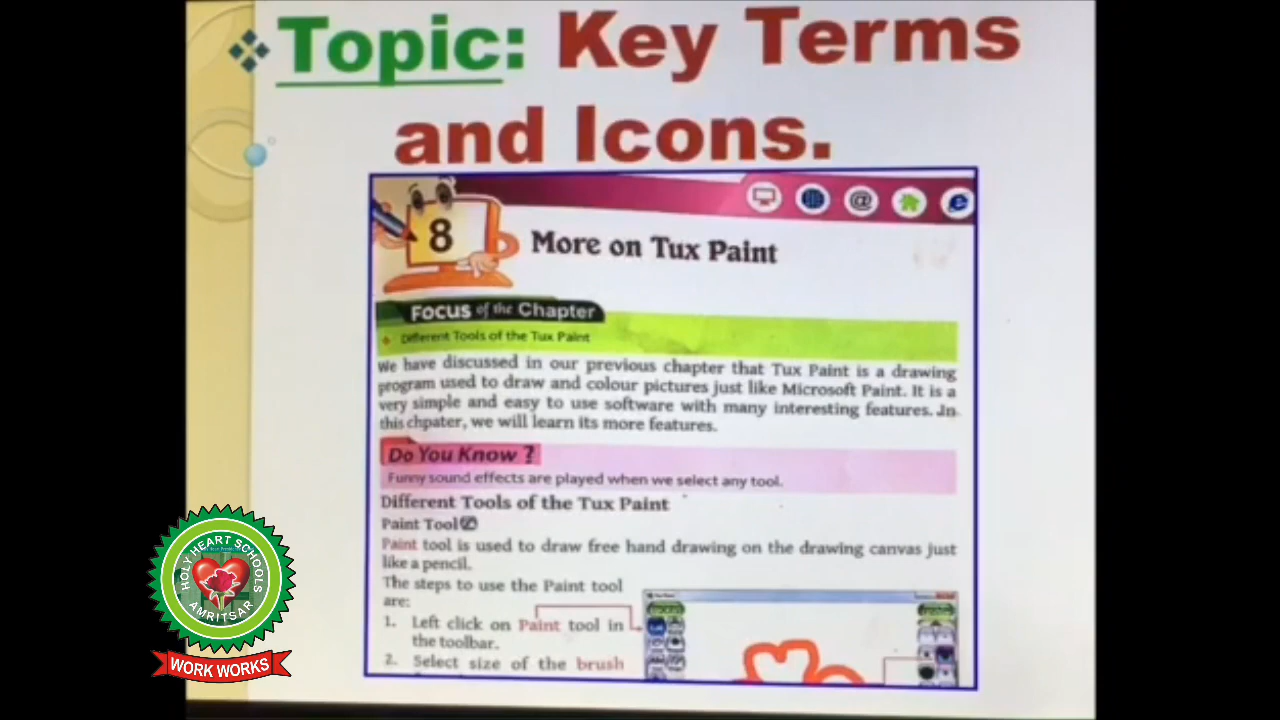 ❖ Topic: Key Terms
and Icons.
8
More on Tux Paint
Focus of the Chapter
Different Tools of the Tux Paint
We have discussed in our previous chapter that Tux Paint is a drawing
program used to draw and colour pictures just like Microsoft Paint. It is a
very simple and easy to use software with many interesting features. In
this chpater, we will learn its more features.
Do You Know ?
Funny sound effects are played when we select any tool.
Different Tools of the Tux Paint
Paint Tool
Paint tool is used to draw free hand drawing on the drawing canvas just
like a pencil.
The steps to use the Paint tool
are:
1. Left click on Paint tool in
the toolbar.
2. Select size of the brush
HOLY HEART SCHOOLS
AMRITSAR
WORK WORKS